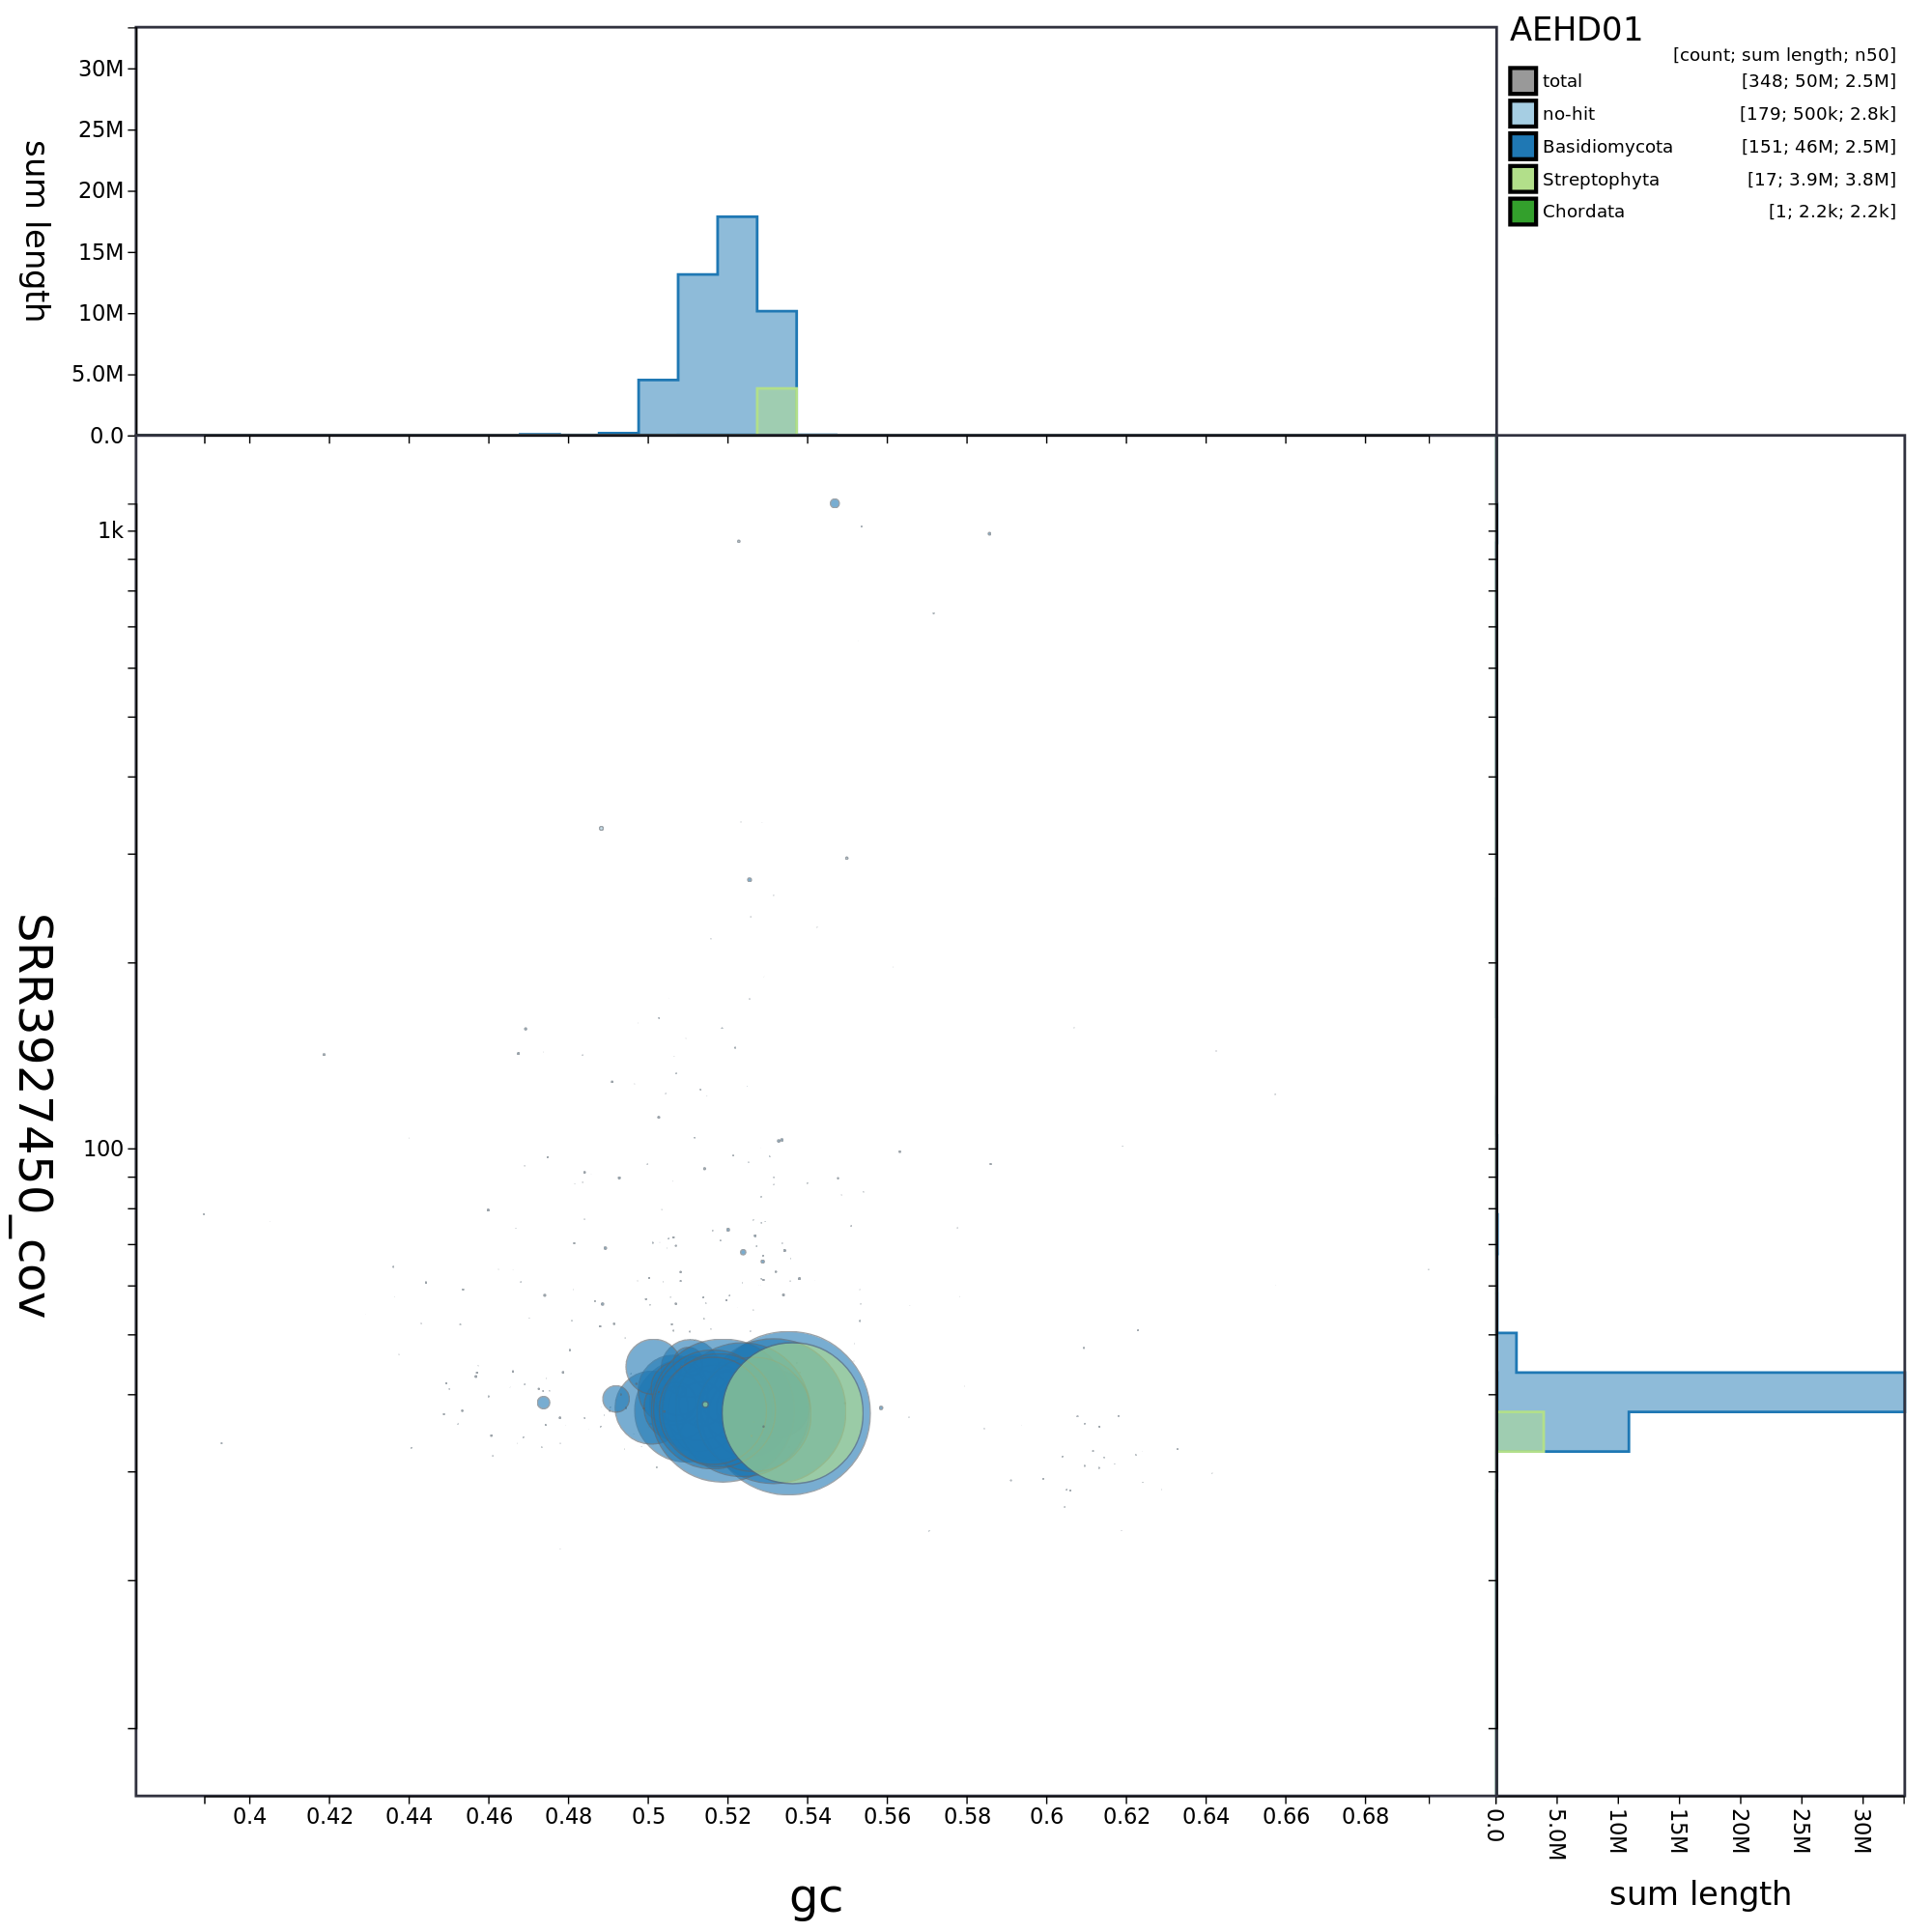 AEHD01
[count; sum length; n50]
total [348; 50M; 2.5M]
no-hit [179; 500k; 2.8k]
Basidiomycota [151; 46M; 2.5M]
Streptophyta [17; 3.9M; 3.8M]
Chordata [1; 2.2k; 2.2k]
sum length
30M
25M
20M
15M
10M
5.0M
0.0
SRR3927450_cov
1k
100
0.4 0.42 0.44 0.46 0.48 0.5 0.52 0.54 0.56 0.58 0.6 0.62 0.64 0.66 0.68
gc
0.0 5.0M 10M 15M 20M 25M 30M
sum length